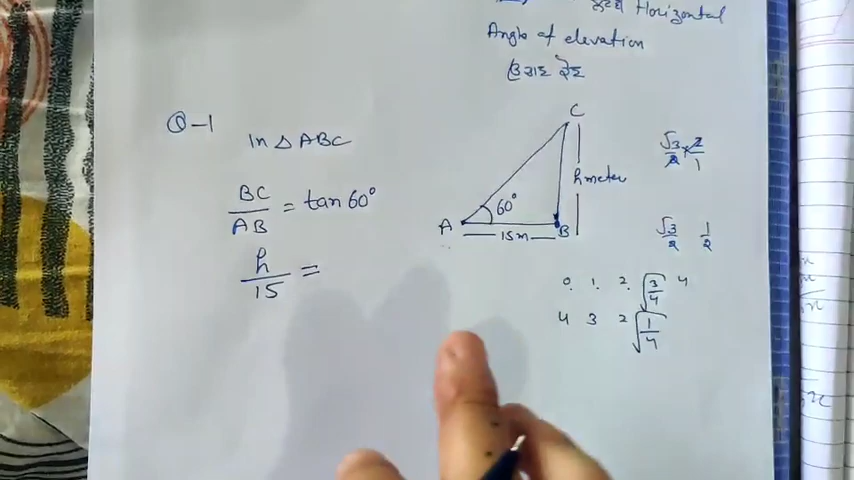 Horizontal
Angle of elevation
Q-1
In △ ABC
BC/AB = tan 60°
h/15 =
C
h meter
60°
A
15m
B
√3/2 × 2/1
√3/2 1/2
0. 1. 2. √3/4 4
4 3 2 √1/4